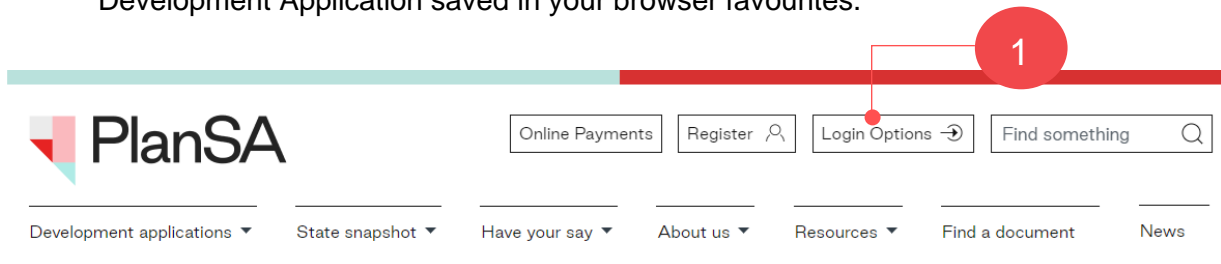 Development Application saved in your browser favourites.
1
PlanSA
Online Payments Register Login Options Find something
Development applications State snapshot Have your say About us Resources Find a document News